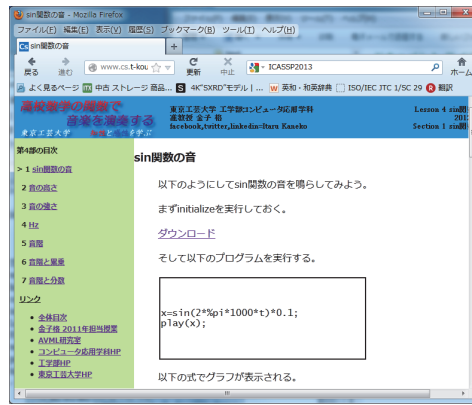 sin関数の音 - Mozilla Firefox
ファイル(F) 編集(E) 表示(V) 履歴(S) ブックマーク(B) ツール(T) ヘルプ(H)
sin関数の音 +
戻る 進む www.cs.t-kou 更新 中止 ICASSP2013 ホーム
よく見るページ 中古 ストレージ 商品... 4K"SXRD"モデル | ... 英和・和英辞典 ISO/IEC JTC 1/SC 29 翻訳
高校数学の関数で
音楽を演奏する
東京工芸大学
を学ぶ
東京工芸大学 工学部コンピュータ応用学科
准教授 金子 格
facebook,twitter,linkedin=Itaru Kaneko
Lesson 4 sin関
201
Section 1 sin関
第4部の目次
> 1 sin関数の音
2 音の高さ
3 音の強さ
4 Hz
5 音階
6 音階と累乗
7 音階と分数
リンク
全体目次
金子格 2011年担当授業
AVML研究室
コンピュータ応用学科HP
工学部HP
東京工芸大学HP
sin関数の音
以下のようにしてsin関数の音を鳴らしてみよう。
まずinitializeを実行しておく。
ダウンロード
そして以下のプログラムを実行する。
x=sin(2*%pi*1000*t)*0.1;
play(x);
以下の式でグラフが表示される。